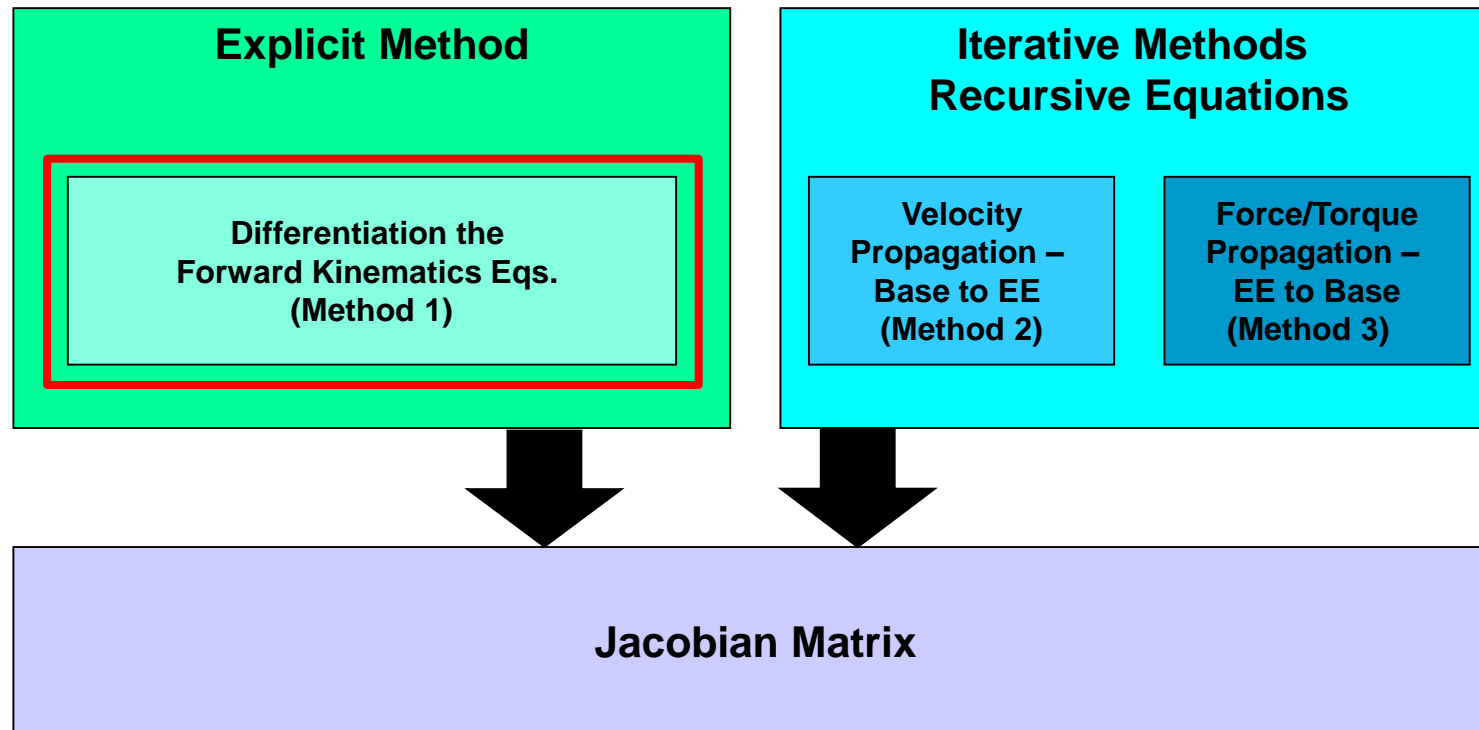 Explicit Method
Differentiation the
Forward Kinematics Eqs.
(Method 1)
Iterative Methods
Recursive Equations
Velocity
Propagation –
Base to EE
(Method 2)
Force/Torque
Propagation –
EE to Base
(Method 3)
Jacobian Matrix